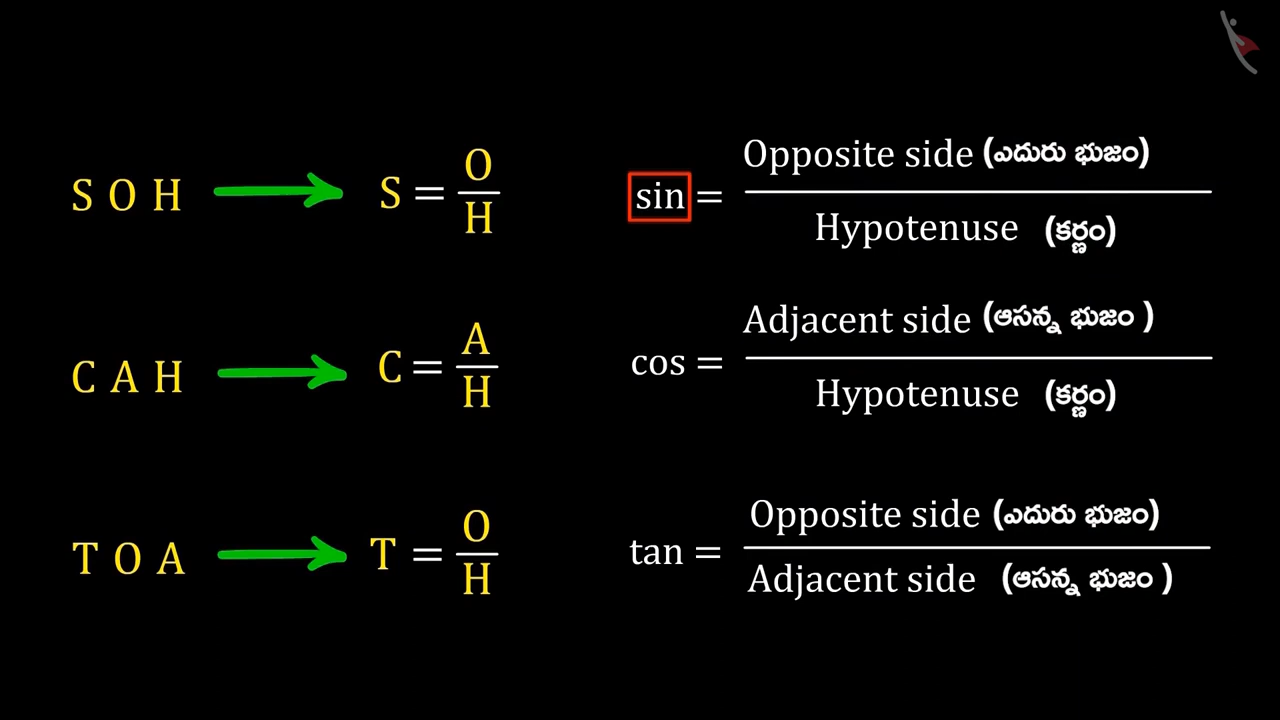 S O H → S = O/H sin = Opposite side (ఎదురు భుజం) / Hypotenuse (కర్ణం)
C A H → C = A/H cos = Adjacent side (ఆసన్న భుజం ) / Hypotenuse (కర్ణం)
T O A → T = O/H tan = Opposite side (ఎదురు భుజం) / Adjacent side (ఆసన్న భుజం )